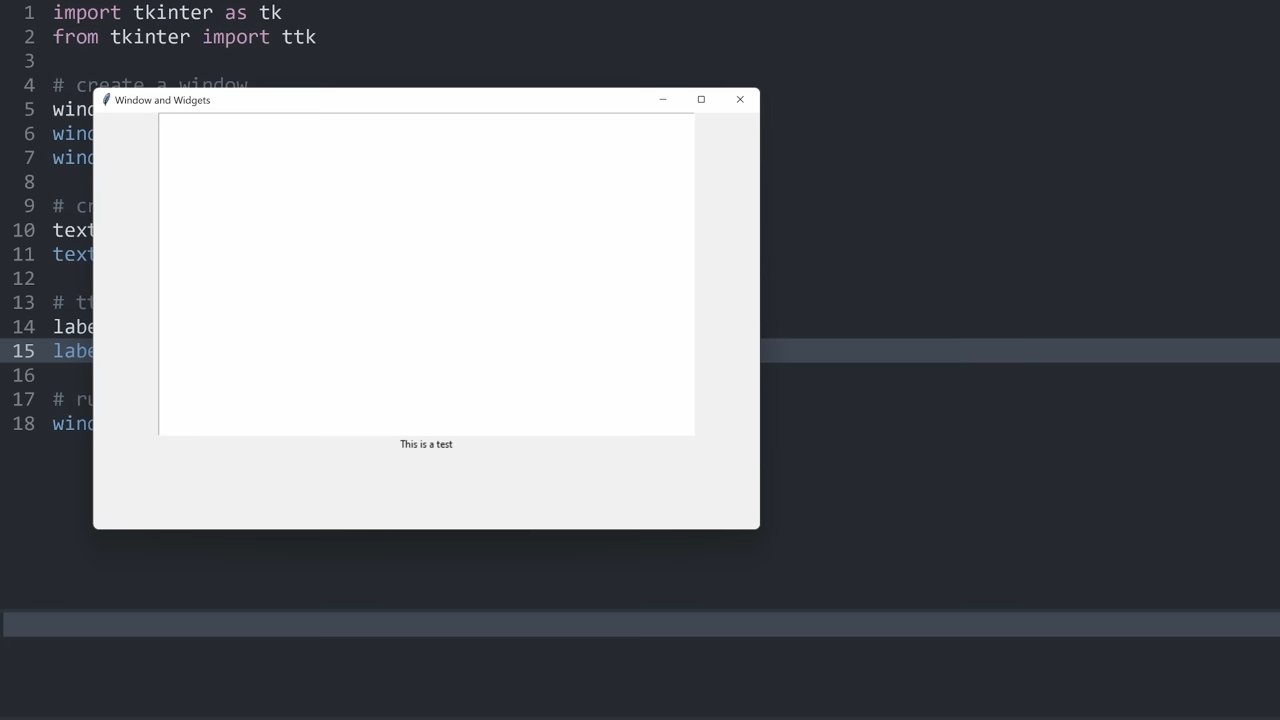 1 import tkinter as tk
2 from tkinter import ttk
3
4 # create a window
Window and Widgets
5 wind
6 wind
7 wind
8
9 # cr
10 text
11 text
12
13 # tt
14 labe
15 labe
16
17 # ru
18 wind
This is a test